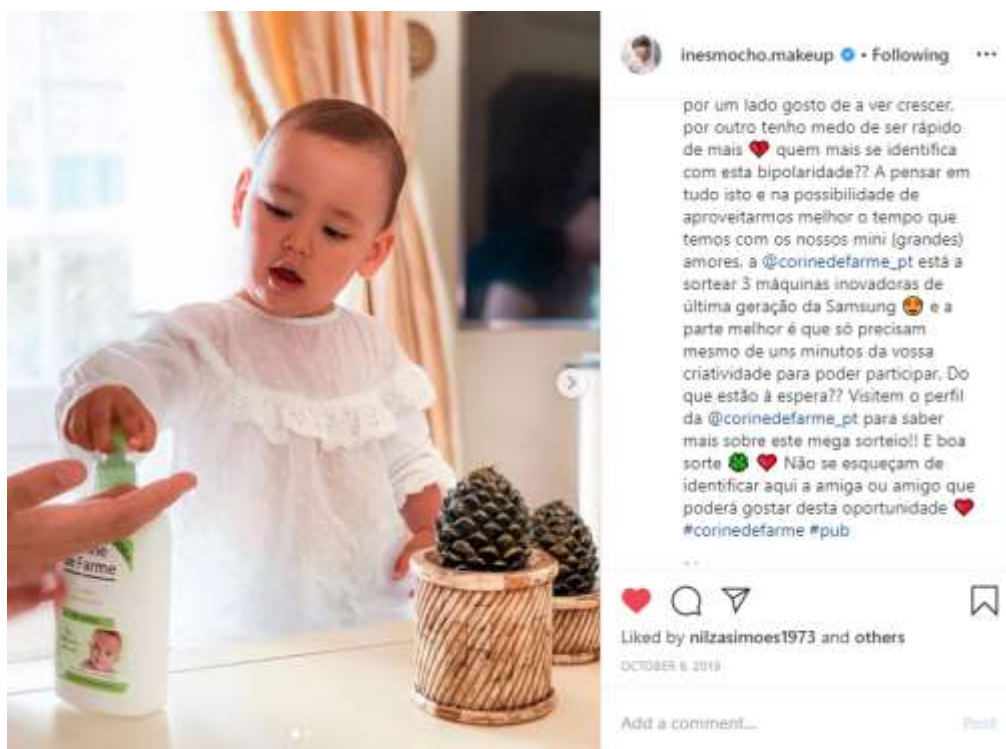 inesmocho.makeup • Following
por um lado gosto de a ver crescer,
por outro tenho medo de ser rápido
de mais ❤️ quem mais se identifica
com esta bipolaridade?? A pensar em
tudo isto e na possibilidade de
aproveitarmos melhor o tempo que
temos com os nossos mini (grandes)
amores, a @corinedefarme_pt está a
sortear 3 máquinas inovadoras de
última geração da Samsung 🤩 e a
parte melhor é que só precisam
mesmo de uns minutos da vossa
criatividade para poder participar. Do
que estão à espera?? Visitem o perfil
da @corinedefarme_pt para saber
mais sobre este mega sorteio!! E boa
sorte 🍀 ❤️ Não se esqueçam de
identificar aqui a amiga ou amigo que
poderá gostar desta oportunidade ❤️
#corinedefarme #pub
Liked by nilzasimoes1973 and others
OCTOBER 6, 2019
Add a comment...
Post
de Farme